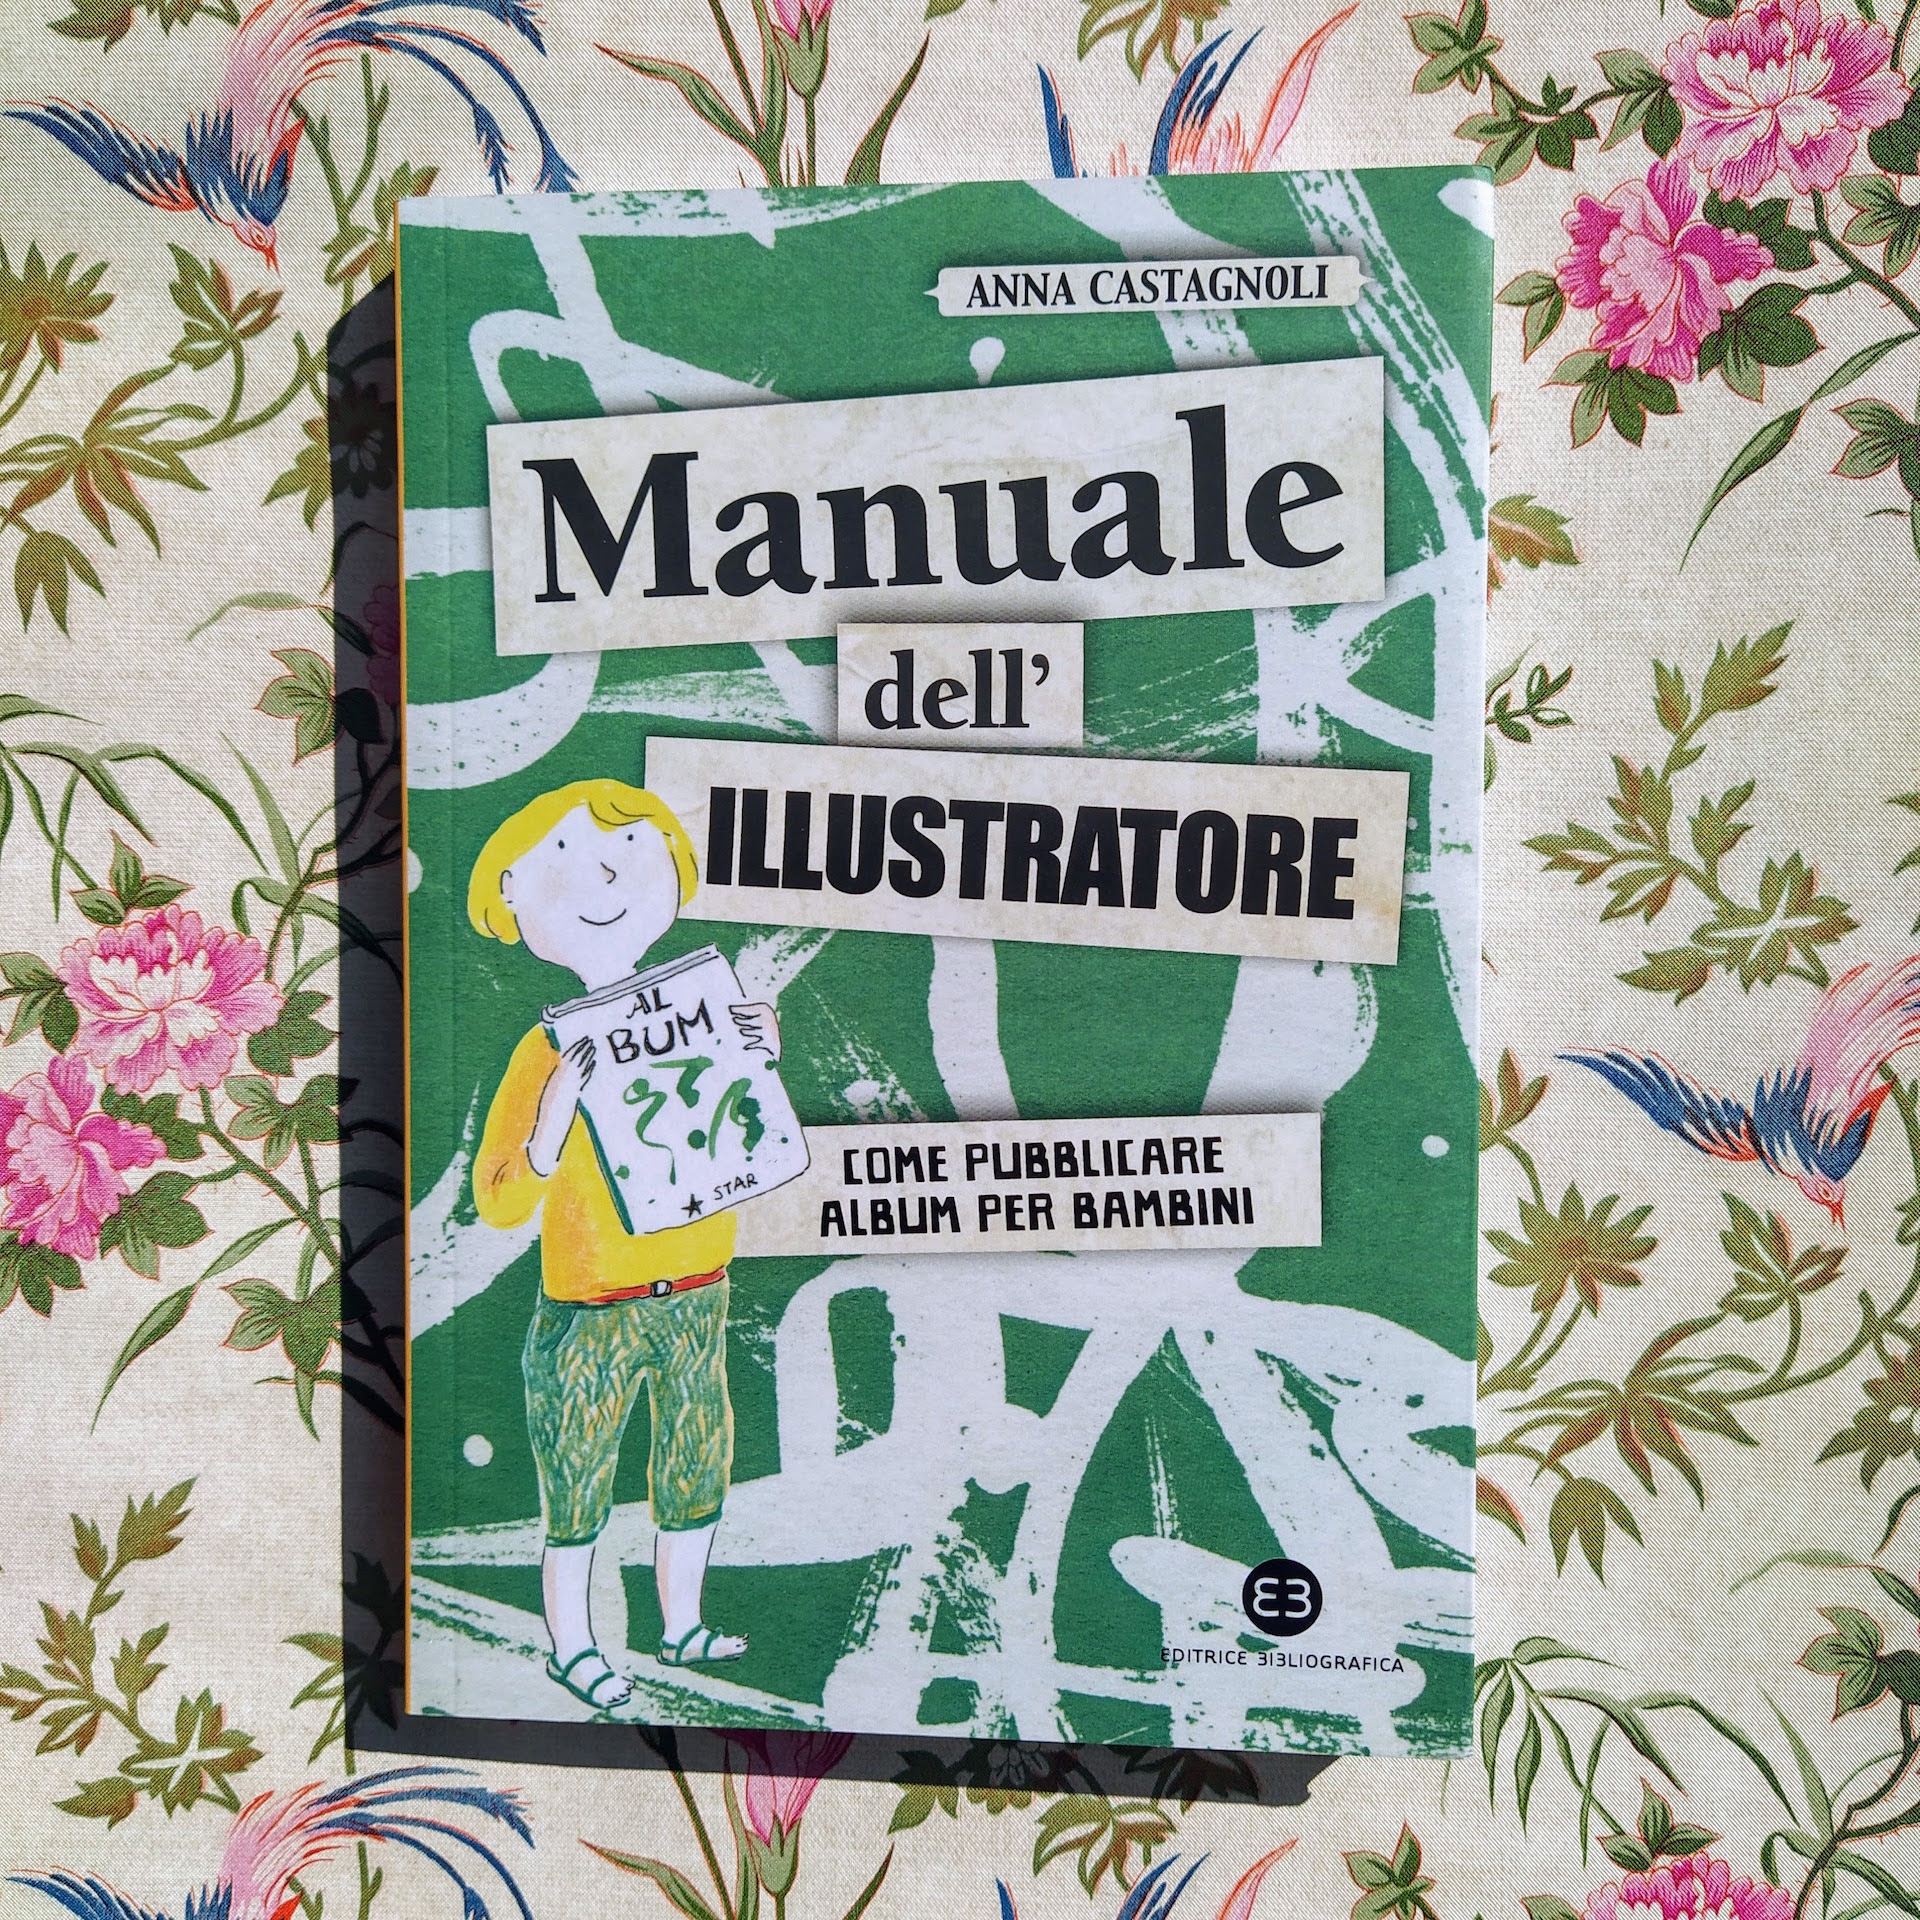 ANNA CASTAGNOLI
Manuale
dell’
ILLUSTRATORE
AL
BUM
STAR
COME PUBBLICARE
ALBUM PER BAMBINI
EDITRICE BIBLIOGRAFICA